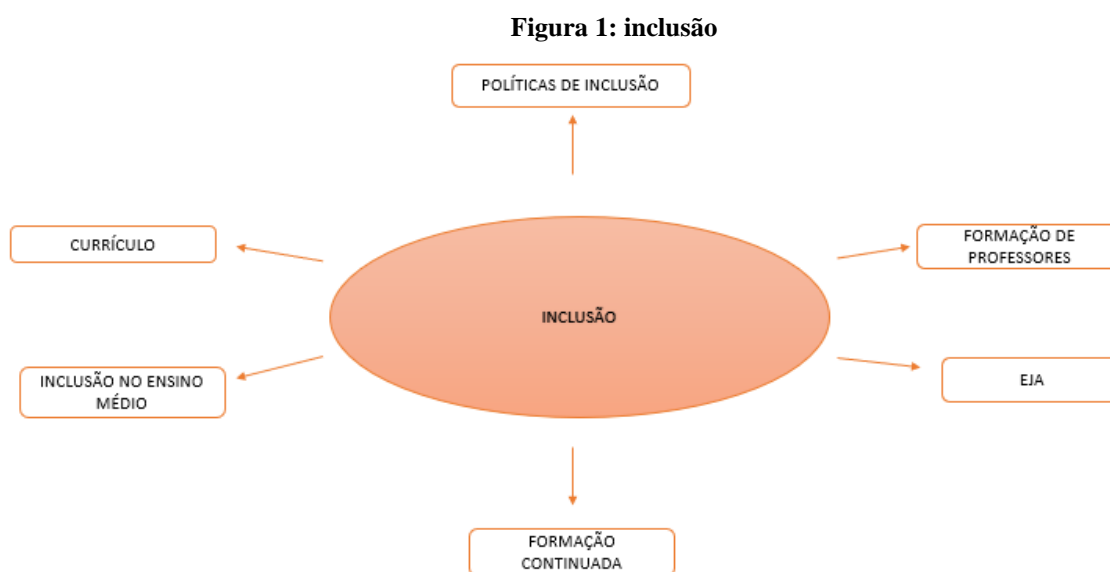 Figura 1: inclusão
POLÍTICAS DE INCLUSÃO
CURRÍCULO
FORMAÇÃO DE
PROFESSORES
INCLUSÃO
INCLUSÃO NO ENSINO
MÉDIO
EJA
FORMAÇÃO
CONTINUADA